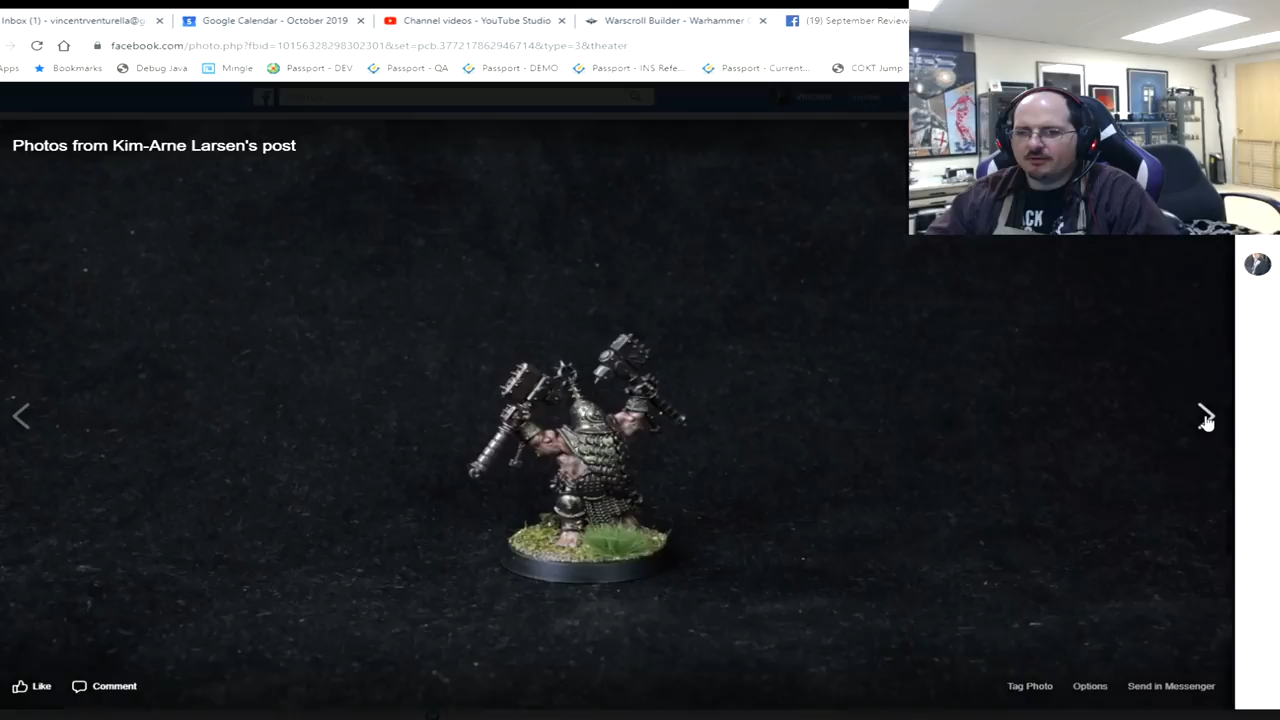 Inbox (1) - vincentrventurella@g
Google Calendar - October 2019
Channel videos - YouTube Studio
Warscroll Builder - Warhammer
(19) September Review
facebook.com/photo.php?fbid=10156328298302301&set=pcb.377217862946714&type=3&theater
Apps
Bookmarks
Debug Java
Mingle
Passport - DEV
Passport - QA
Passport - DEMO
Passport - INS Refe...
Passport - Current...
COKT Jump
Photos from Kim-Arne Larsen's post
Like
Comment
Tag Photo
Options
Send in Messenger